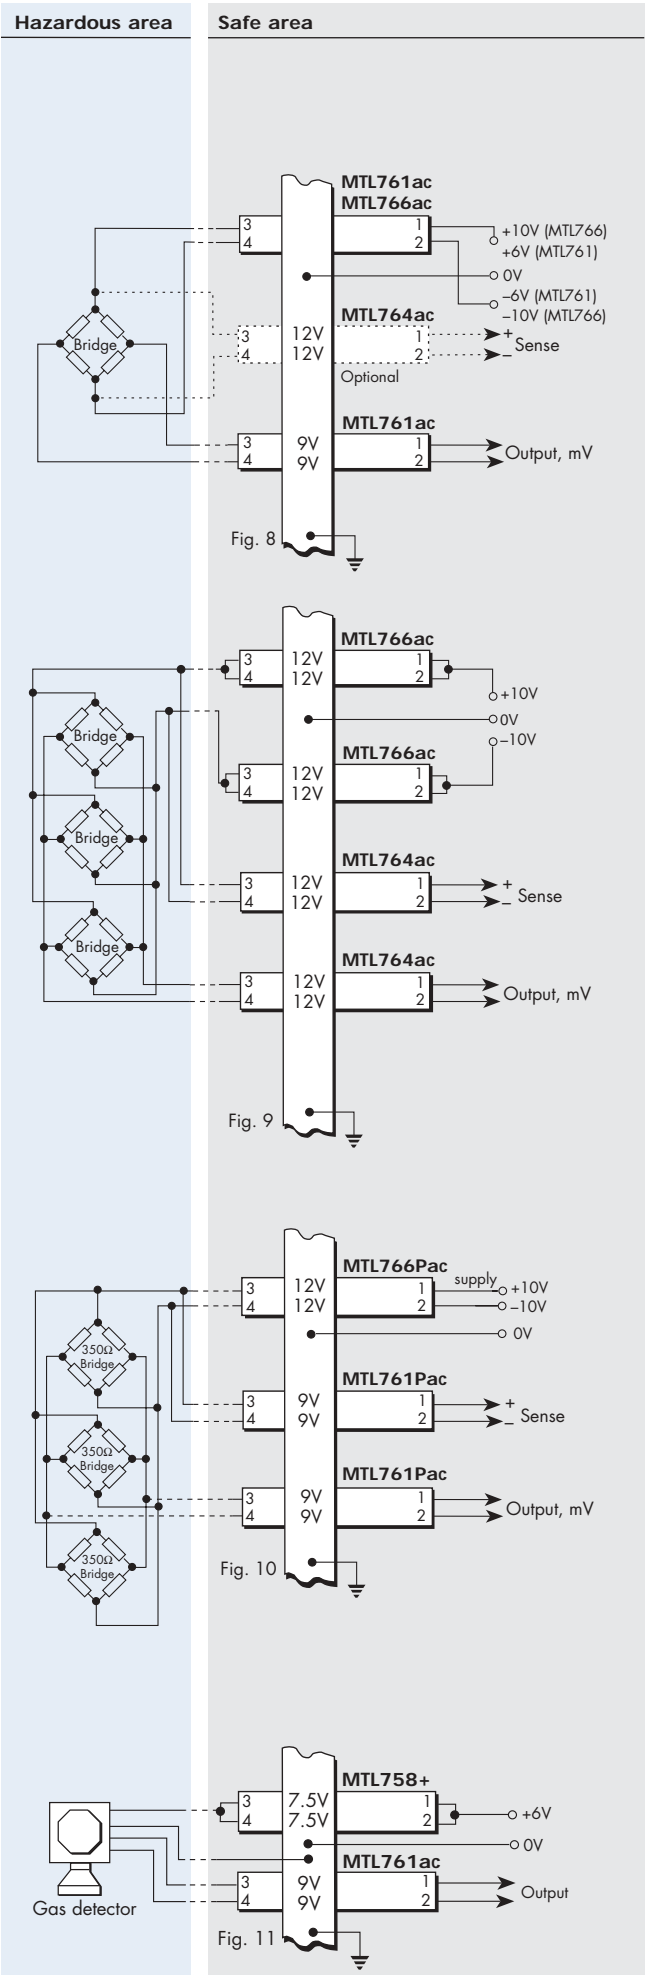 Hazardous area
Safe area
MTL761ac
MTL766ac
3
4
1
2
+10V (MTL766)
+6V (MTL761)
0V
–6V (MTL761)
–10V (MTL766)
MTL764ac
Bridge
3
4
12V
12V
1
2
+
–
Sense
Optional
MTL761ac
3
4
9V
9V
1
2
Output, mV
Fig. 8
MTL766ac
3
4
12V
12V
1
2
+10V
0V
–10V
Bridge
MTL766ac
3
4
12V
12V
1
2
Bridge
MTL764ac
3
4
12V
12V
1
2
+
–
Sense
Bridge
MTL764ac
3
4
12V
12V
1
2
Output, mV
Fig. 9
MTL766Pac
3
4
12V
12V
1
2
supply
+10V
–10V
0V
350Ω
Bridge
MTL761Pac
3
4
9V
9V
1
2
+
–
Sense
350Ω
Bridge
MTL761Pac
3
4
9V
9V
1
2
Output, mV
350Ω
Bridge
Fig. 10
MTL758+
3
4
7.5V
7.5V
1
2
+6V
0V
MTL761ac
3
4
9V
9V
1
2
Output
Gas detector
Fig. 11